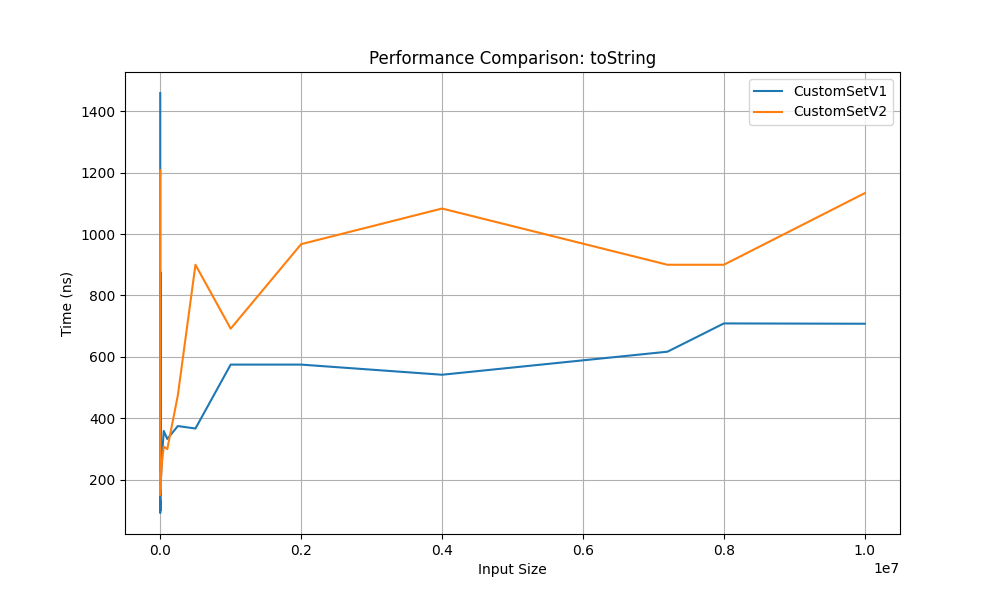 Performance Comparison: toString
CustomSetV1
CustomSetV2
1400
1200
1000
800
600
400
200
Time (ns)
0.0 0.2 0.4 0.6 0.8 1.0
1e7
Input Size